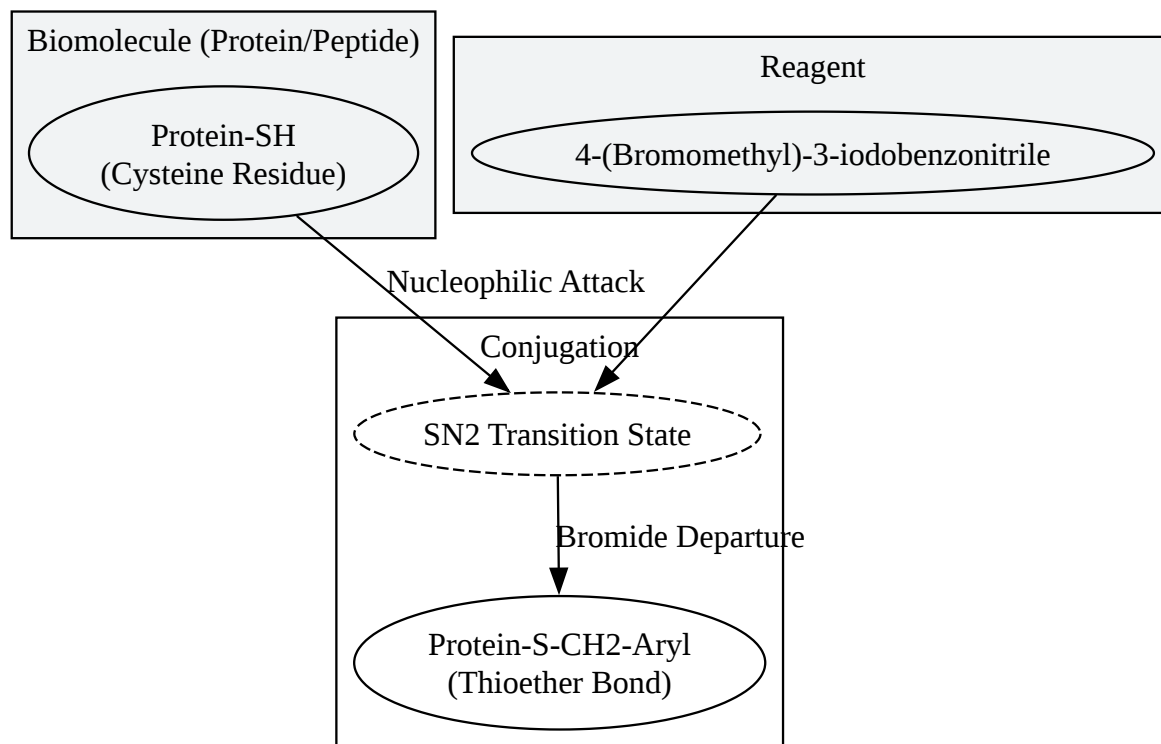 Biomolecule (Protein/Peptide)
Reagent
Protein-SH
(Cysteine Residue)
4-(Bromomethyl)-3-iodobenzonitrile
Nucleophilic Attack
Conjugation
SN2 Transition State
Bromide Departure
Protein-S-CH2-Aryl
(Thioether Bond)